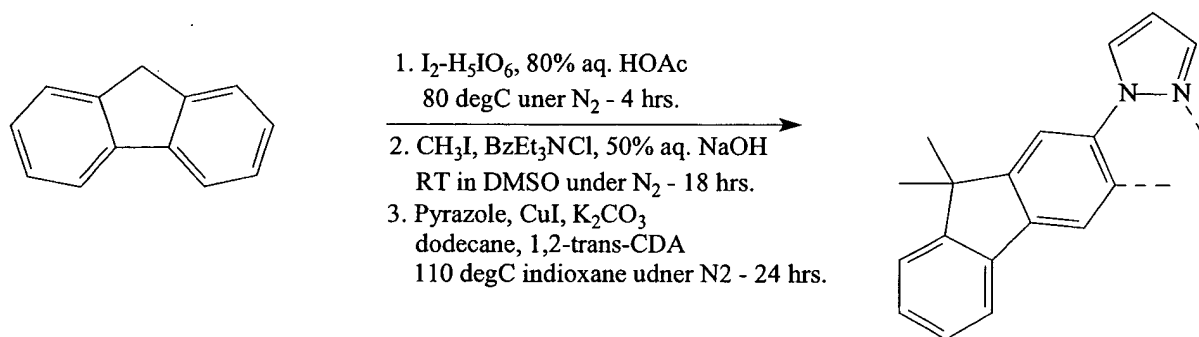 1. I₂-H₅IO₆, 80% aq. HOAc
80 degC uner N₂ - 4 hrs.
2. CH₃I, BzEt₃NCl, 50% aq. NaOH
RT in DMSO under N₂ - 18 hrs.
3. Pyrazole, CuI, K₂CO₃
dodecane, 1,2-trans-CDA
110 degC indioxane udner N2 - 24 hrs.
N N